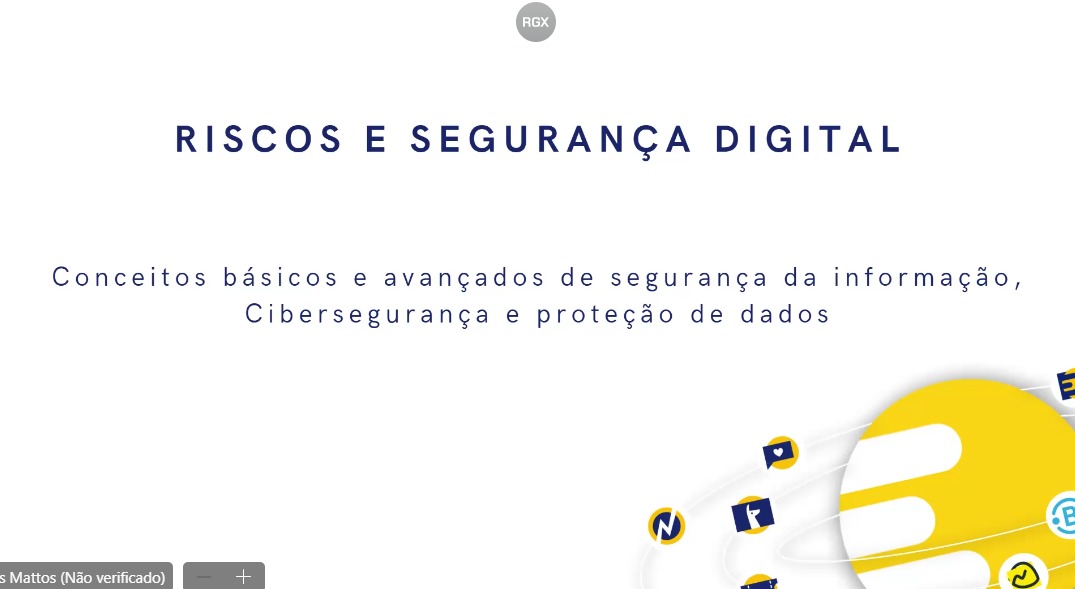 RGX
RISCOS E SEGURANÇA DIGITAL
Conceitos básicos e avançados de segurança da informação,
Cibersegurança e proteção de dados
s Mattos (Não verificado)